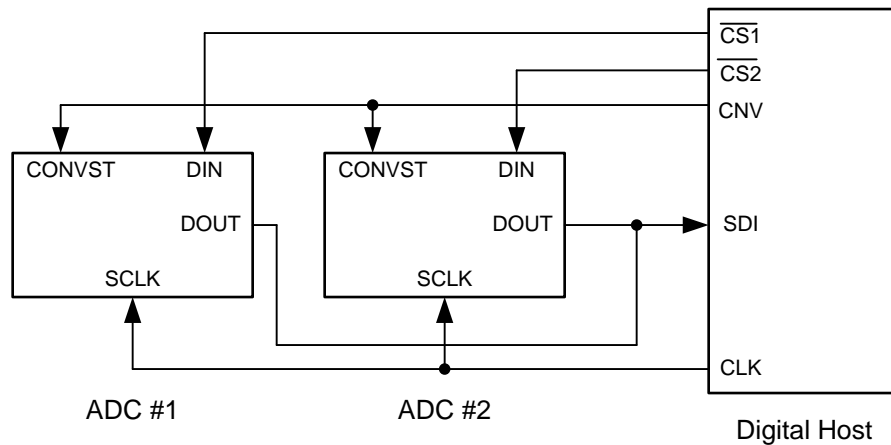 CS1
CS2
CNV
CONVST DIN
CONVST DIN
DOUT
DOUT
SDI
SCLK
SCLK
CLK
ADC #1
ADC #2
Digital Host